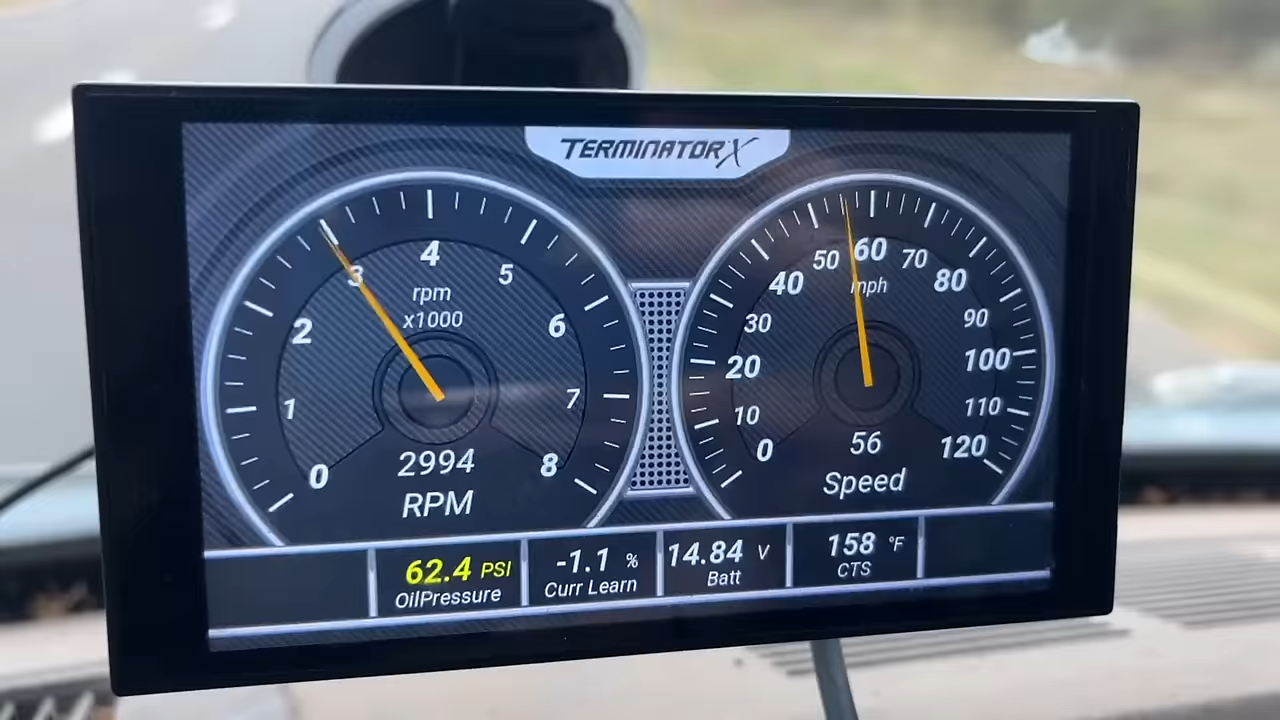 TERMINATOR X
0
1
2
3
4
5
6
7
8
rpm
x1000
2994
RPM
0
10
20
30
40
50
60
70
80
90
100
110
120
mph
56
Speed
62.4 PSI
OilPressure
-1.1 %
Curr Learn
14.84 V
Batt
158 °F
CTS